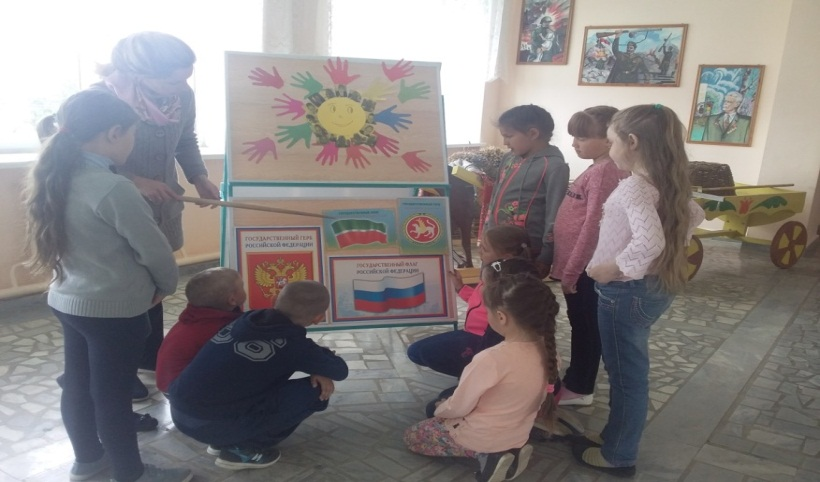 ГОСУДАРСТВЕННЫЙ ГЕРБ
РОССИЙСКОЙ ФЕДЕРАЦИИ
ГОСУДАРСТВЕННЫЙ ФЛАГ
РОССИЙСКОЙ ФЕДЕРАЦИИ